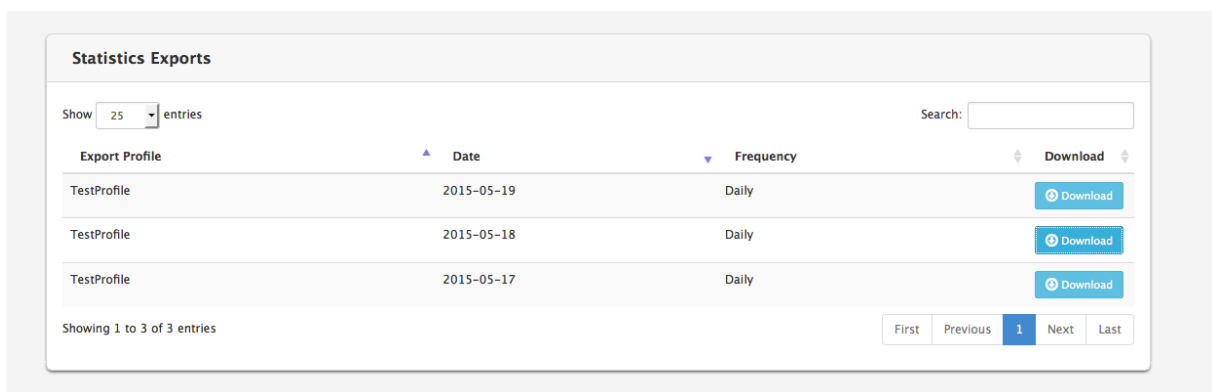 Statistics Exports
Show 25 entries Search:
Export Profile Date Frequency Download
TestProfile 2015-05-19 Daily Download
TestProfile 2015-05-18 Daily Download
TestProfile 2015-05-17 Daily Download
Showing 1 to 3 of 3 entries First Previous 1 Next Last